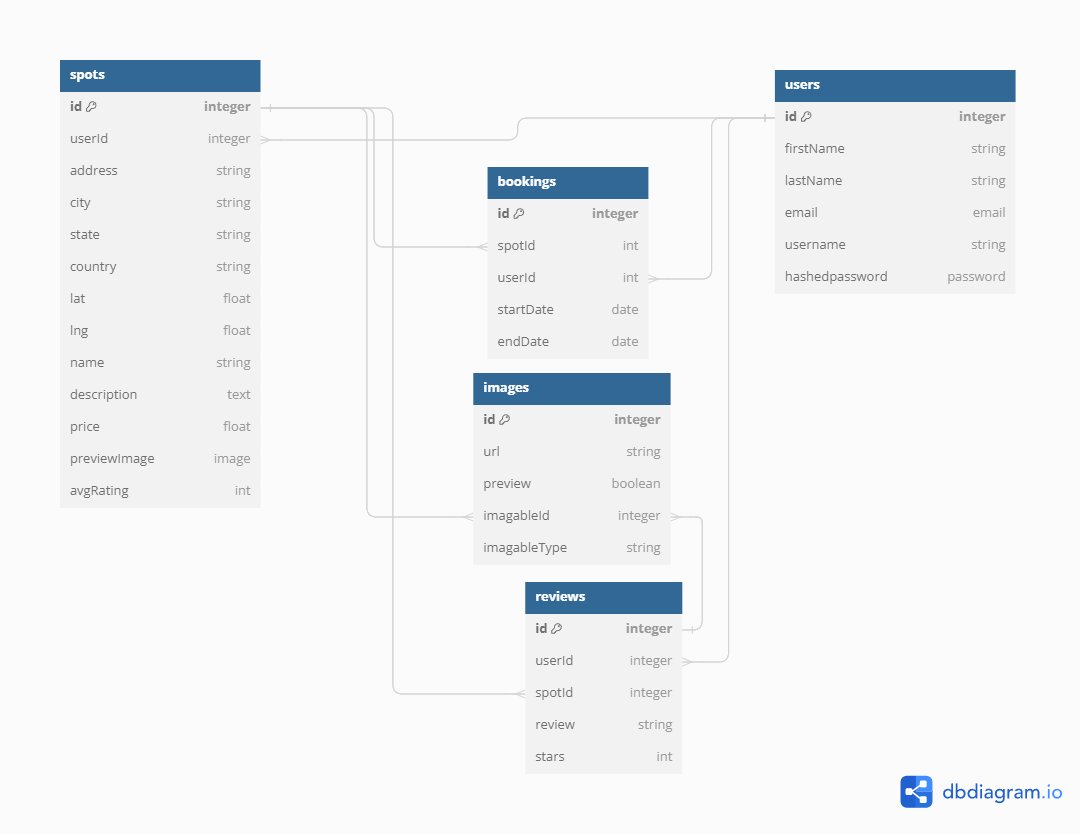 spots
id integer
userId integer
address string
city string
state string
country string
lat float
lng float
name string
description text
price float
previewImage image
avgRating int
users
id integer
firstName string
lastName string
email email
username string
hashedpassword password
bookings
id integer
spotId int
userId int
startDate date
endDate date
images
id integer
url string
preview boolean
imagableId integer
imagableType string
reviews
id integer
userId integer
spotId integer
review string
stars int
dbdiagram.io